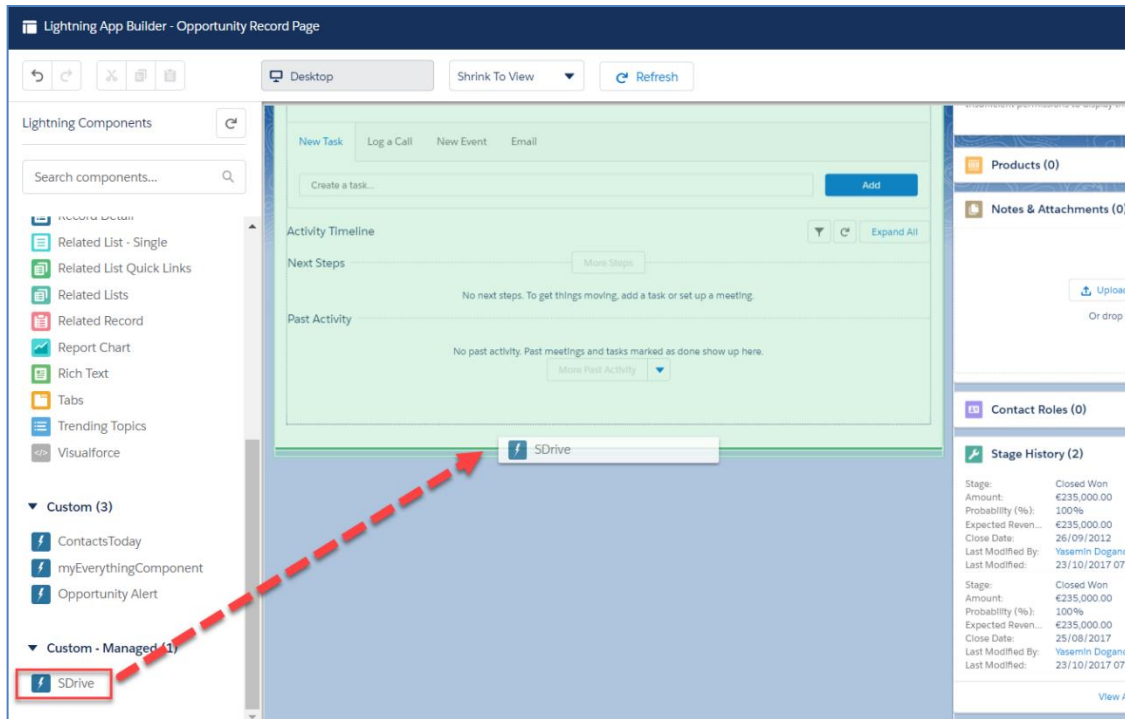 Lightning App Builder - Opportunity Record Page
Desktop
Shrink To View
Refresh
Lightning Components
Search components...
Record Detail
Related List - Single
Related List Quick Links
Related Lists
Related Record
Report Chart
Rich Text
Tabs
Trending Topics
Visualforce
Custom (3)
ContactsToday
myEverythingComponent
Opportunity Alert
Custom - Managed (1)
SDrive
New Task Log a Call New Event Email
Create a task... Add
Activity Timeline Expand All
Next Steps More Steps
No next steps. To get things moving, add a task or set up a meeting.
Past Activity
No past activity. Past meetings and tasks marked as done show up here.
More Past Activity
SDrive
Products (0)
Notes & Attachments (0)
Or drop
Contact Roles (0)
Stage History (2)
Stage: Closed Won
Amount: €235,000.00
Probability (%): 100%
Expected Reven... €235,000.00
Close Date: 26/09/2012
Last Modified By: Yasemin Dogan
Last Modified: 23/10/2017 07
Stage: Closed Won
Amount: €235,000.00
Probability (%): 100%
Expected Reven... €235,000.00
Close Date: 25/08/2017
Last Modified By: Yasemin Dogan
Last Modified: 23/10/2017 07
View